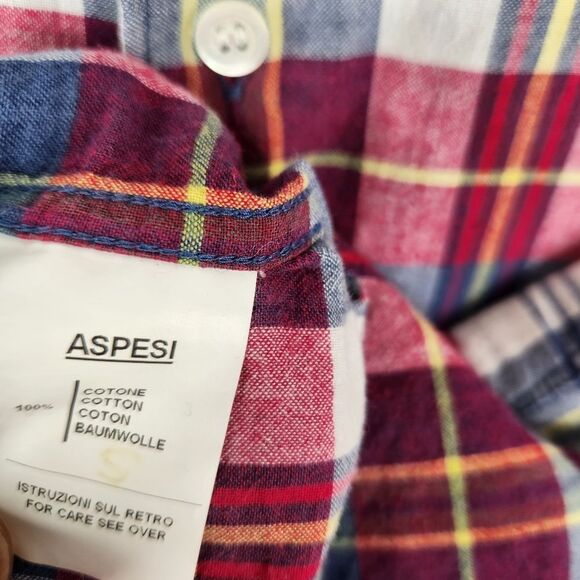 ASPESI
100%
COTONE
COTTON
COTON
BAUMWOLLE
S
ISTRUZIONI SUL RETRO
FOR CARE SEE OVER